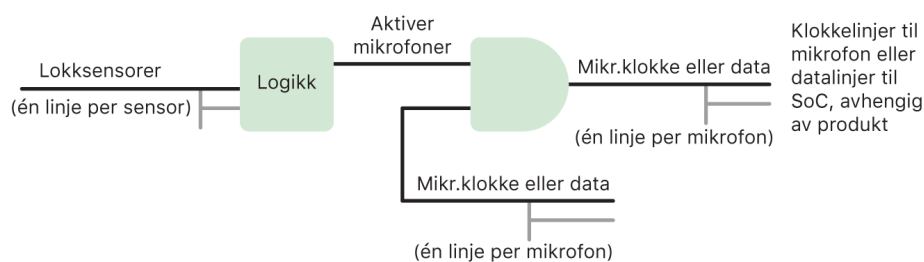 Lokksensorer
(én linje per sensor)
Logikk
Aktiver
mikrofoner
Mikr.klokke eller data
(én linje per mikrofon)
Klokkelinjer til
mikrofon eller
datalinjer til
SoC, avhengig
av produkt
Mikr.klokke eller data
(én linje per mikrofon)